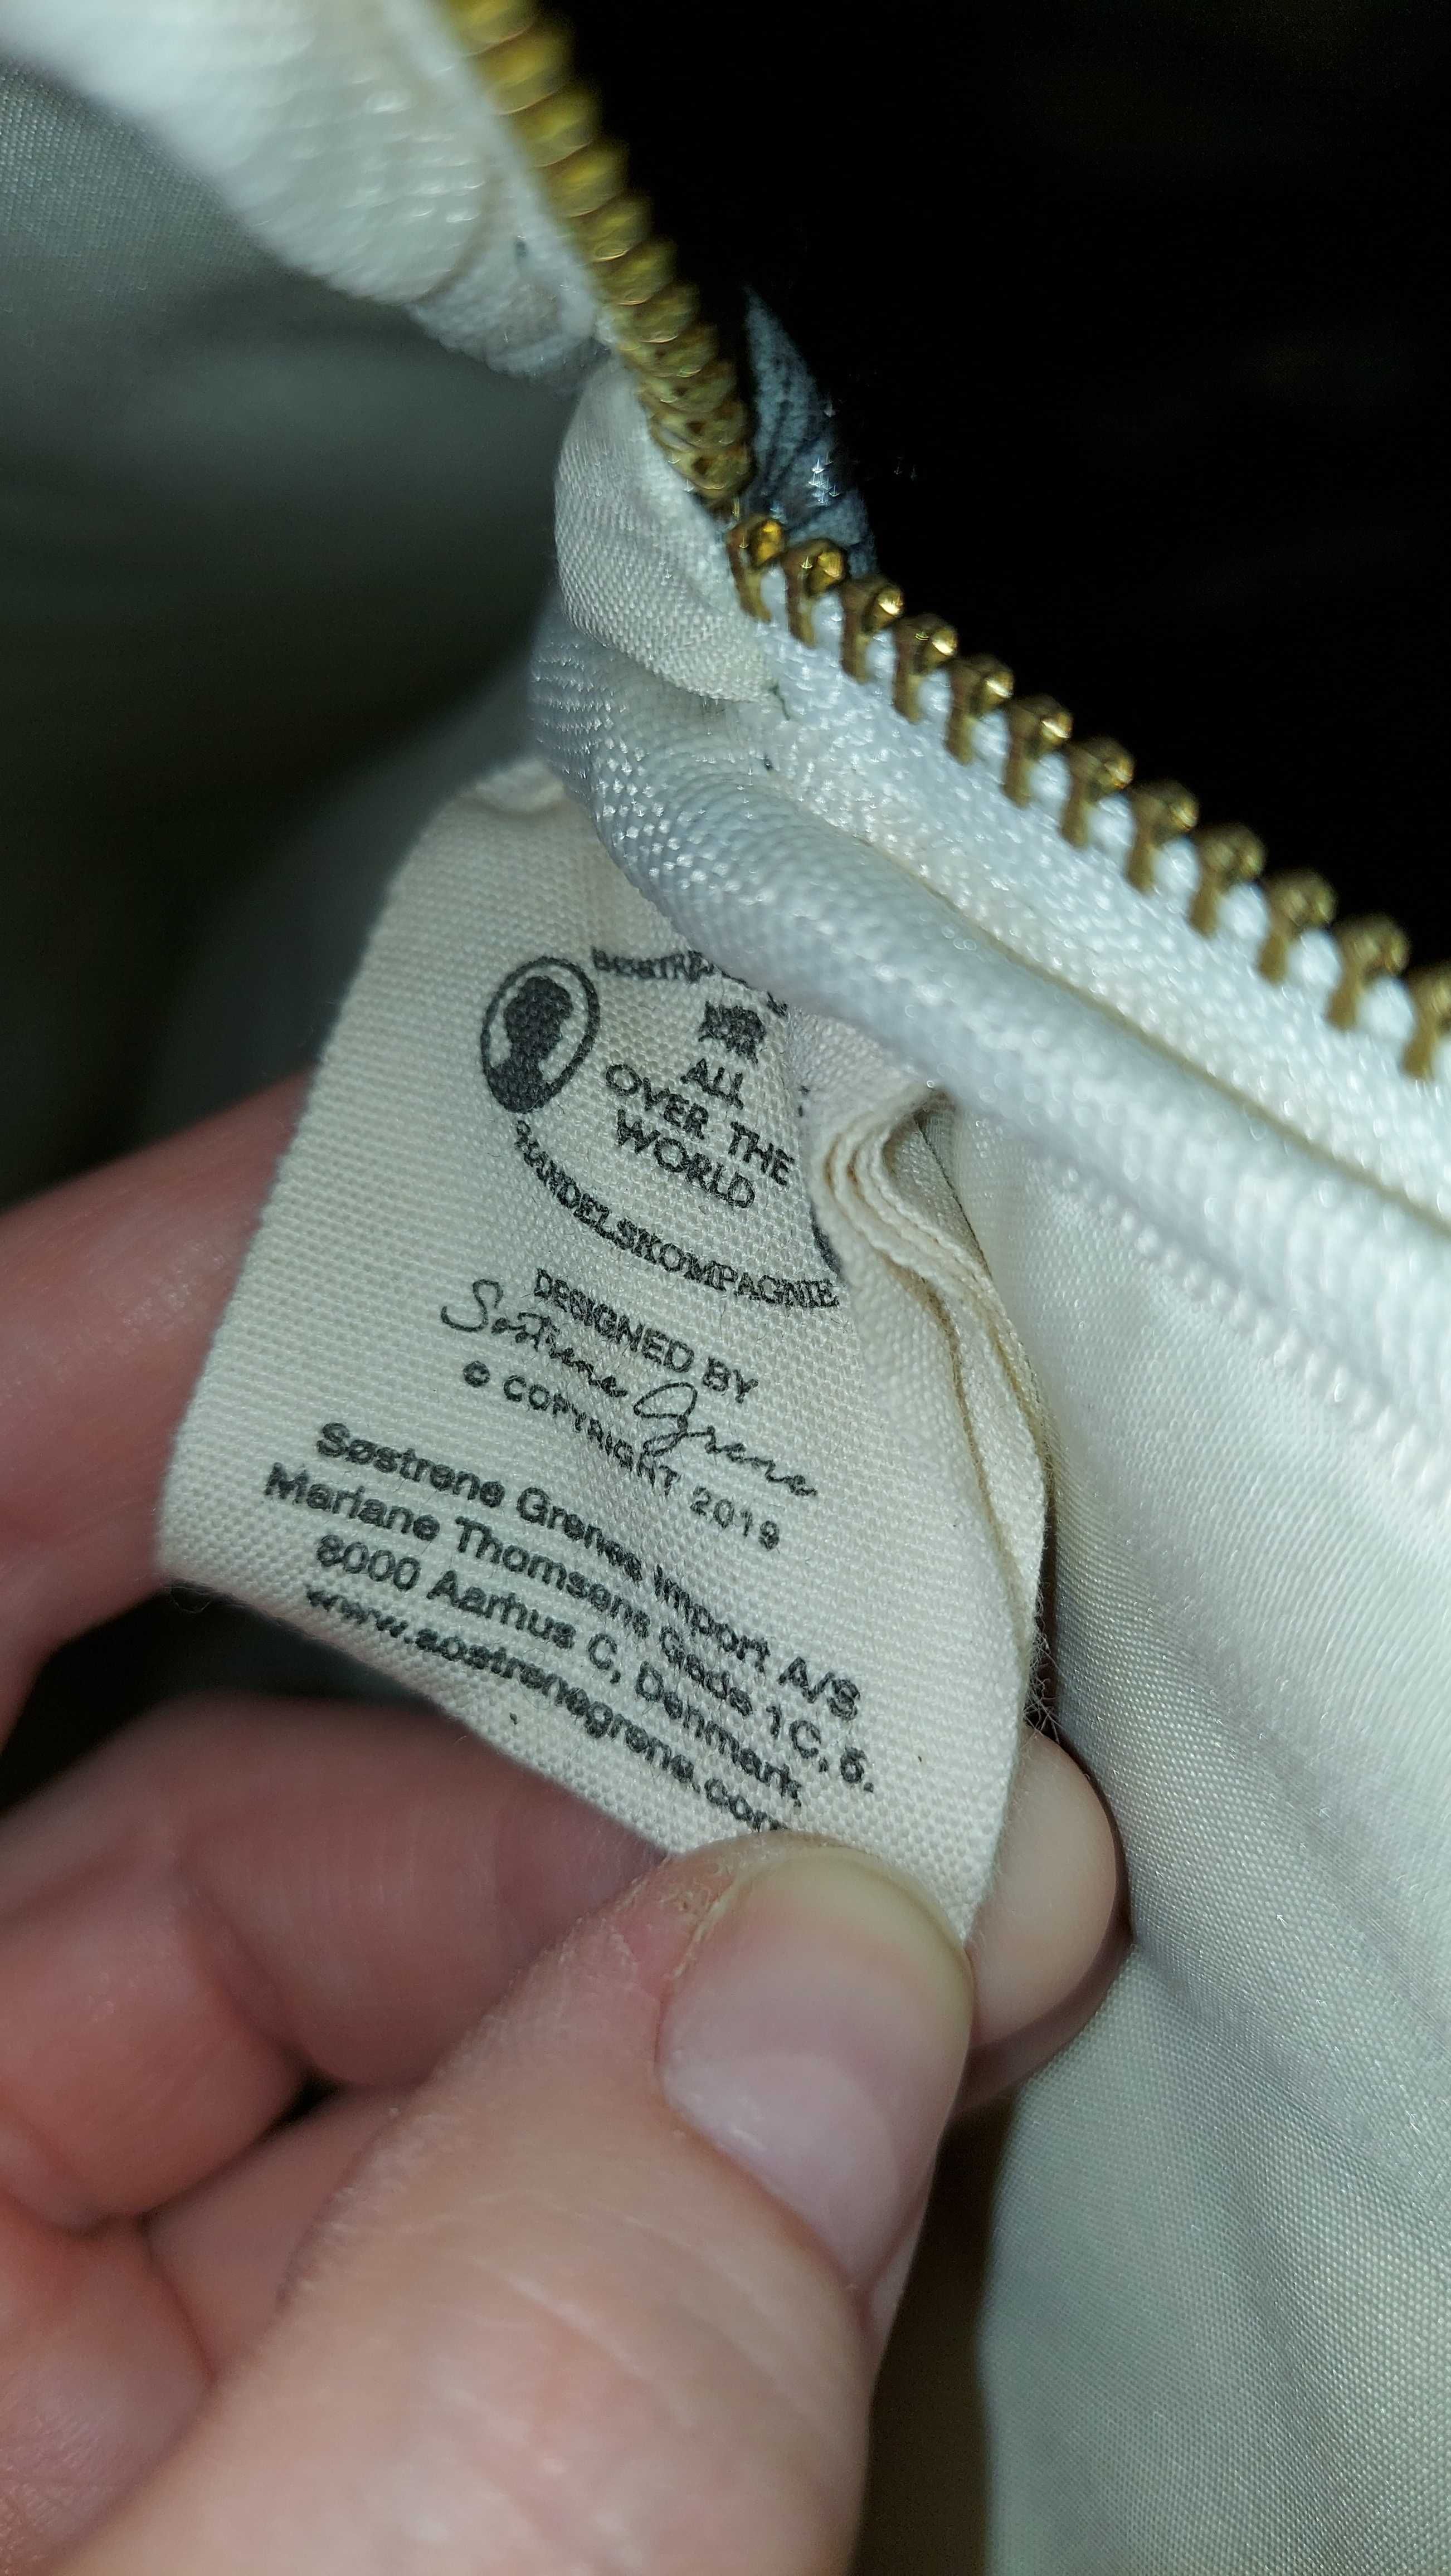 ALL
OVER THE
WORLD
HANDELSKOMPAGNIE
DESIGNED BY
Søstrene Grene
© COPYRIGHT 2019
Søstrene Grenes Import A/S
Mariane Thomsens Gade 1C, 6.
8000 Aarhus C, Denmark
www.sostrenegrene.com